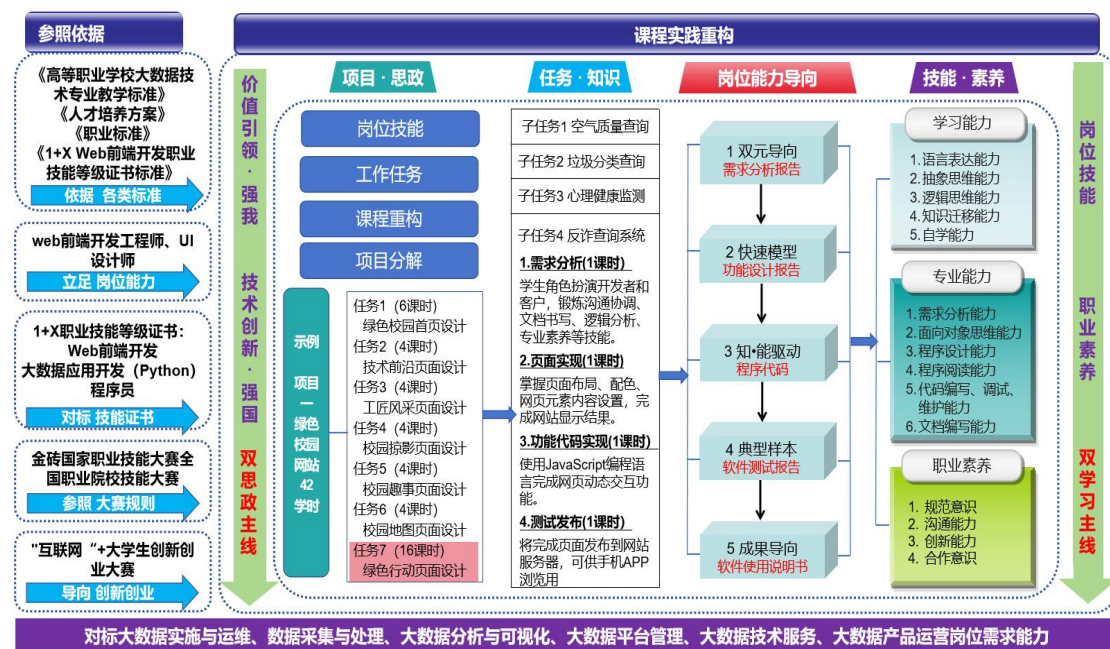 参照依据
《高等职业学校大数据技
术专业教学标准》
《人才培养方案》
《职业标准》
《1+X Web前端开发职业
技能等级证书标准》
依据 各类标准
web前端开发工程师、UI
设计师
立足 岗位能力
1+X职业技能等级证书：
Web前端开发
大数据应用开发（Python）
程序员
对标 技能证书
金砖国家职业技能大赛全
国职业院校技能大赛
参照 大赛规则
"互联网“+大学生创新创
业大赛
导向 创新创业
课程实践重构
价值引领·强我
技术创新·强国
双思政主线
项目·思政
岗位技能
工作任务
课程重构
项目分解
示例
项目
一
绿色
校园
网站
42
学时
任务1（6课时）
绿色校园首页设计
任务2（4课时）
技术前沿页面设计
任务3（4课时）
工匠风采页面设计
任务4（4课时）
校园掠影页面设计
任务5（4课时）
校园趣事页面设计
任务6（4课时）
校园地图页面设计
任务7（16课时）
绿色行动页面设计
任务·知识
子任务1 空气质量查询
子任务2 垃圾分类查询
子任务3 心理健康监测
子任务4 反诈查询系统
1.需求分析(1课时)
学生角色扮演开发者和
客户，锻炼沟通协调、
文档书写、逻辑分析、
专业素养等技能。
2.页面实现(1课时)
掌握页面布局、配色、
网页元素内容设置，完
成网站显示结果。
3.功能代码实现(1课时)
使用JavaScript编程语
言完成网页动态交互功
能。
4.测试发布(1课时)
将完成页面发布到网站
服务器，可供手机APP
浏览用
岗位能力导向
1 双元导向
需求分析报告
2 快速模型
功能设计报告
3 知•能驱动
程序代码
4 典型样本
软件测试报告
5 成果导向
软件使用说明书
技能·素养
学习能力
1.语言表达能力
2.抽象思维能力
3.逻辑思维能力
4.知识迁移能力
5.自学能力
专业能力
1.需求分析能力
2.面向对象思维能力
3.程序设计能力
4.程序阅读能力
5.代码编写、调试、
维护能力
6.文档编写能力
职业素养
1. 规范意识
2. 沟通能力
3. 创新能力
4. 合作意识
岗位技能
职业素养
双学习主线
对标大数据实施与运维、数据采集与处理、大数据分析与可视化、大数据平台管理、大数据技术服务、大数据产品运营岗位需求能力